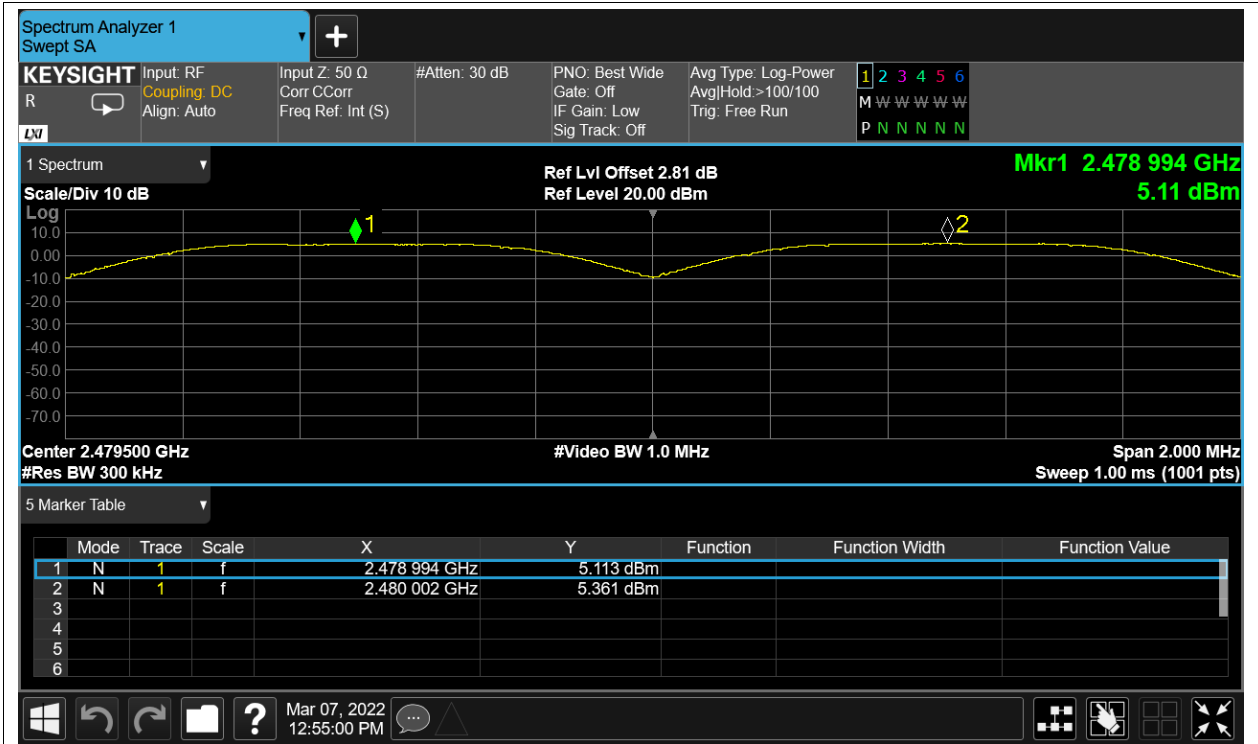 Spectrum Analyzer 1
Swept SA
KEYSIGHT Input: RF Input Z: 50 Ω #Atten: 30 dB PNO: Best Wide Avg Type: Log-Power 1 2 3 4 5 6
R Coupling: DC Corr CCorr Gate: Off Avg|Hold:>100/100 M W W W W W
Align: Auto Freq Ref: Int (S) IF Gain: Low Trig: Free Run
LXI Sig Track: Off P N N N N N
1 Spectrum Ref Lvl Offset 2.81 dB Mkr1 2.478 994 GHz
Scale/Div 10 dB Ref Level 20.00 dBm 5.11 dBm
Log
10.0 1 2
0.00
-10.0
-20.0
-30.0
-40.0
-50.0
-60.0
-70.0
Center 2.479500 GHz #Video BW 1.0 MHz Span 2.000 MHz
#Res BW 300 kHz Sweep 1.00 ms (1001 pts)
5 Marker Table
Mode Trace Scale X Y Function Function Width Function Value
1 N 1 f 2.478 994 GHz 5.113 dBm
2 N 1 f 2.480 002 GHz 5.361 dBm
3
4
5
6
? Mar 07, 2022
12:55:00 PM